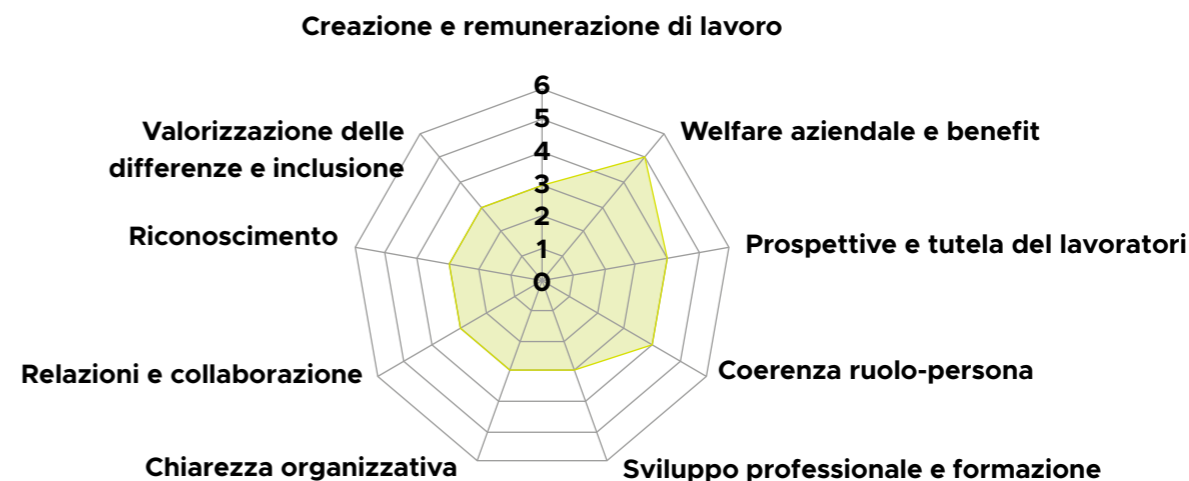 Creazione e remunerazione di lavoro
6
5
4
3
2
1
0
Welfare aziendale e benefit
Prospettive e tutela del lavoratori
Coerenza ruolo-persona
Sviluppo professionale e formazione
Chiarezza organizzativa
Relazioni e collaborazione
Riconoscimento
Valorizzazione delle
differenze e inclusione